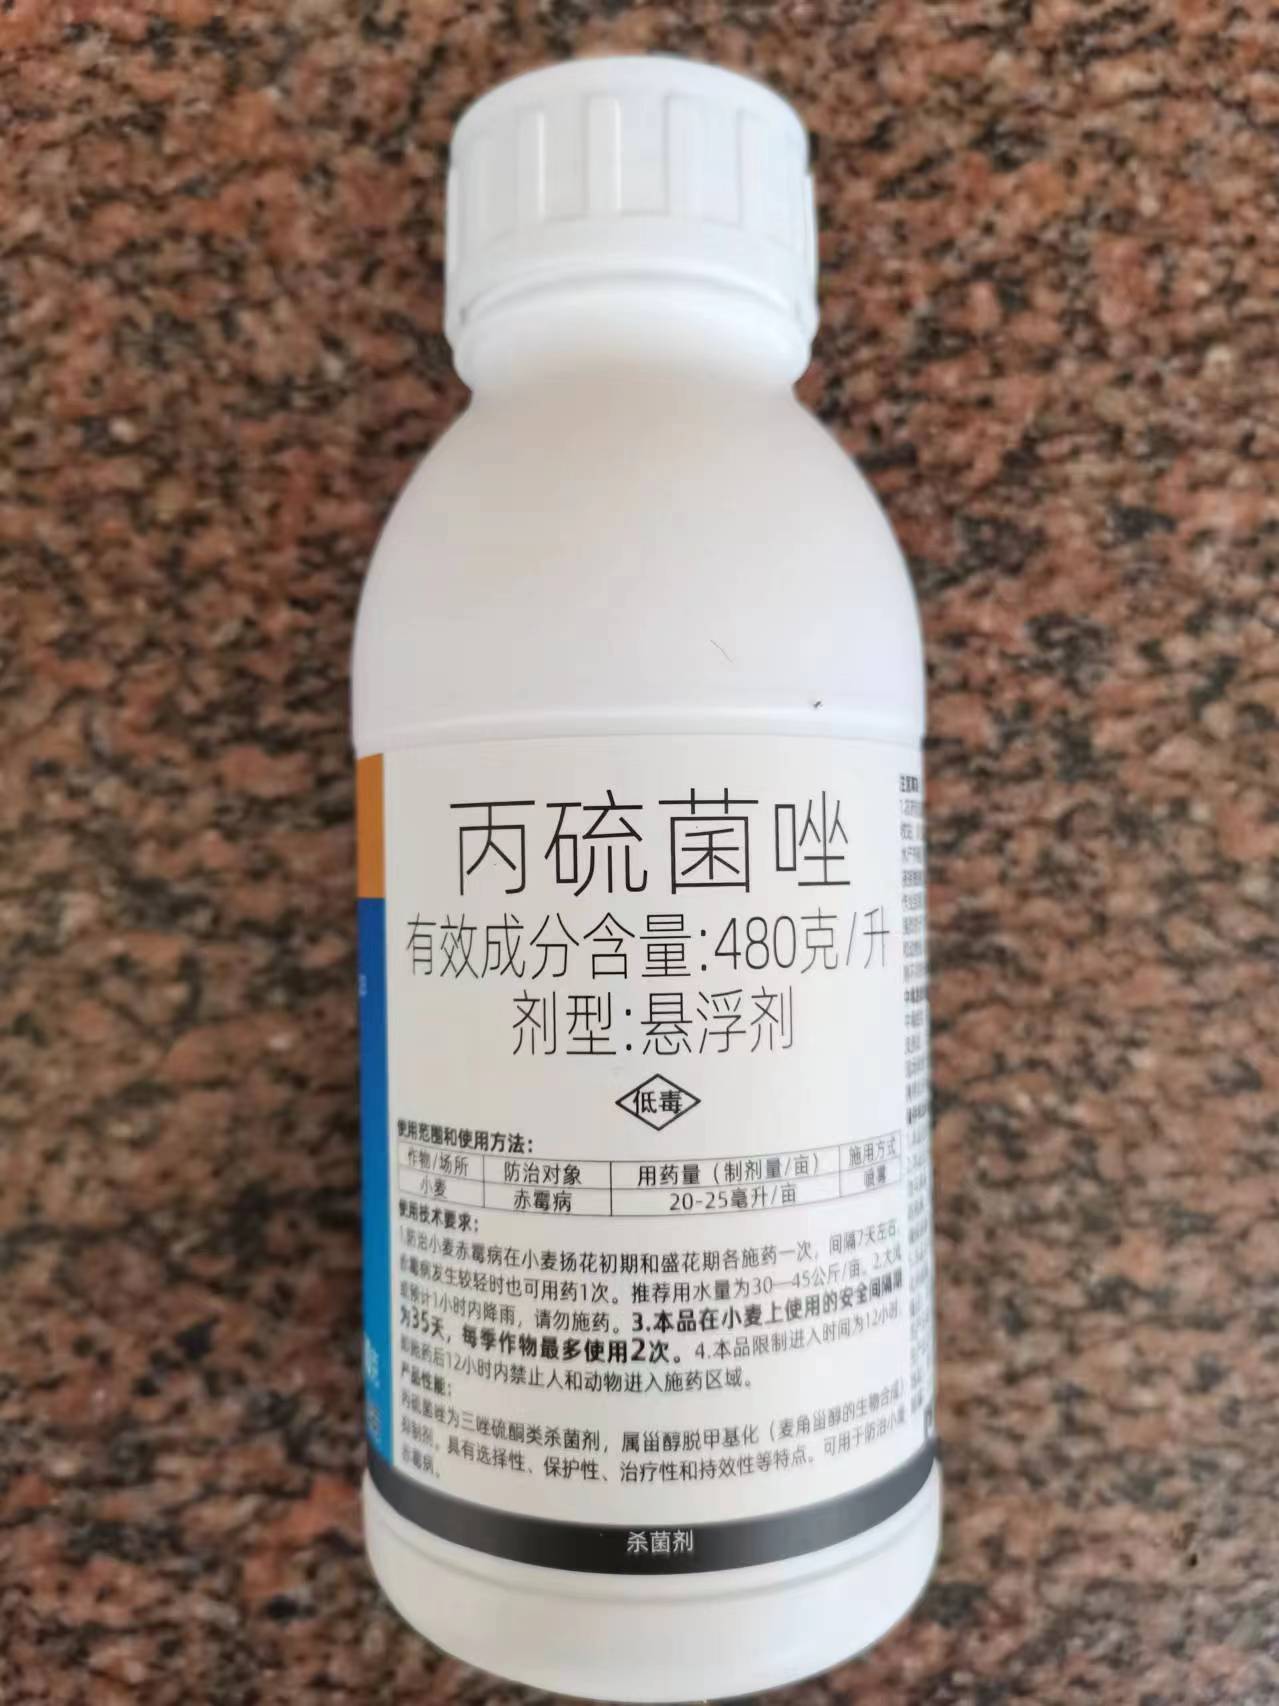 丙硫菌唑
有效成分含量:480克/升
剂型:悬浮剂
低毒
使用范围和使用方法:
作物/场所 防治对象 用药量（制剂量/亩） 施用方式
小麦 赤霉病 20-25毫升/亩 喷雾
使用技术要求:
1.防治小麦赤霉病在小麦扬花初期和盛花期各施药一次，间隔7天左右，
赤霉病发生较轻时也可用药1次。推荐用水量为30—45公斤/亩。2.大风
或预计1小时内降雨，请勿施药。3.本品在小麦上使用的安全间隔期
为35天，每季作物最多使用2次。4.本品限制进入时间为12小时，
即施药后12小时内禁止人和动物进入施药区域。
产品性能:
丙硫菌唑为三唑硫酮类杀菌剂，属甾醇脱甲基化（麦角甾醇的生物合成）
抑制剂。具有选择性、保护性、治疗性和持效性等特点。可用于防治小麦
赤霉病。
杀菌剂